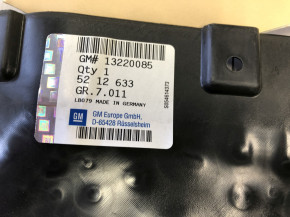 GM# 13220085
Qty 1
52 12 633
GR.7.011
LB079 MADE IN GERMANY
GM
GM Europe GmbH.
D-65428 Rüsselsheim